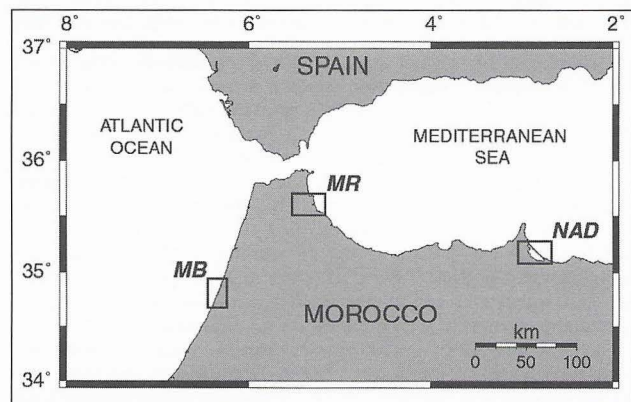 8° 6° 4° 2°
37°
SPAIN
ATLANTIC
OCEAN
MEDITERRANEAN
SEA
36°
MR
NAD
35°
MB
MOROCCO
km
0 50 100
34°